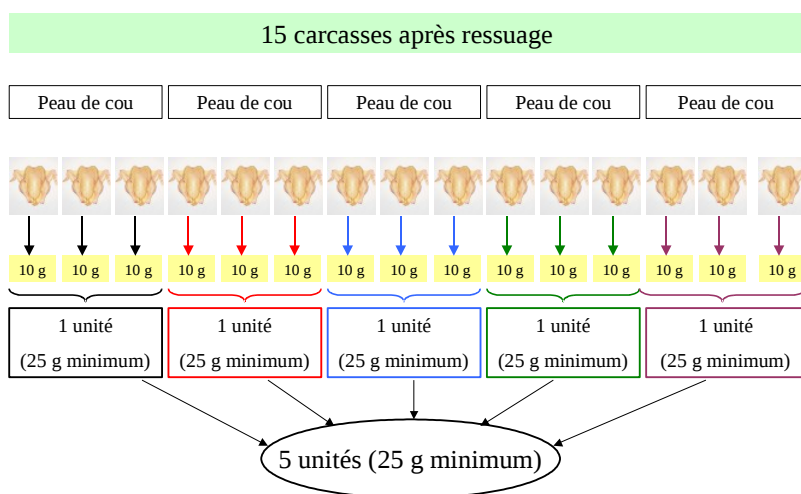 15 carcasses après ressuage
Peau de cou Peau de cou Peau de cou Peau de cou Peau de cou
10 g 10 g 10 g 10 g 10 g 10 g 10 g 10 g 10 g 10 g 10 g 10 g 10 g 10 g 10 g
1 unité 1 unité 1 unité 1 unité 1 unité
(25 g minimum) (25 g minimum) (25 g minimum) (25 g minimum) (25 g minimum)
5 unités (25 g minimum)